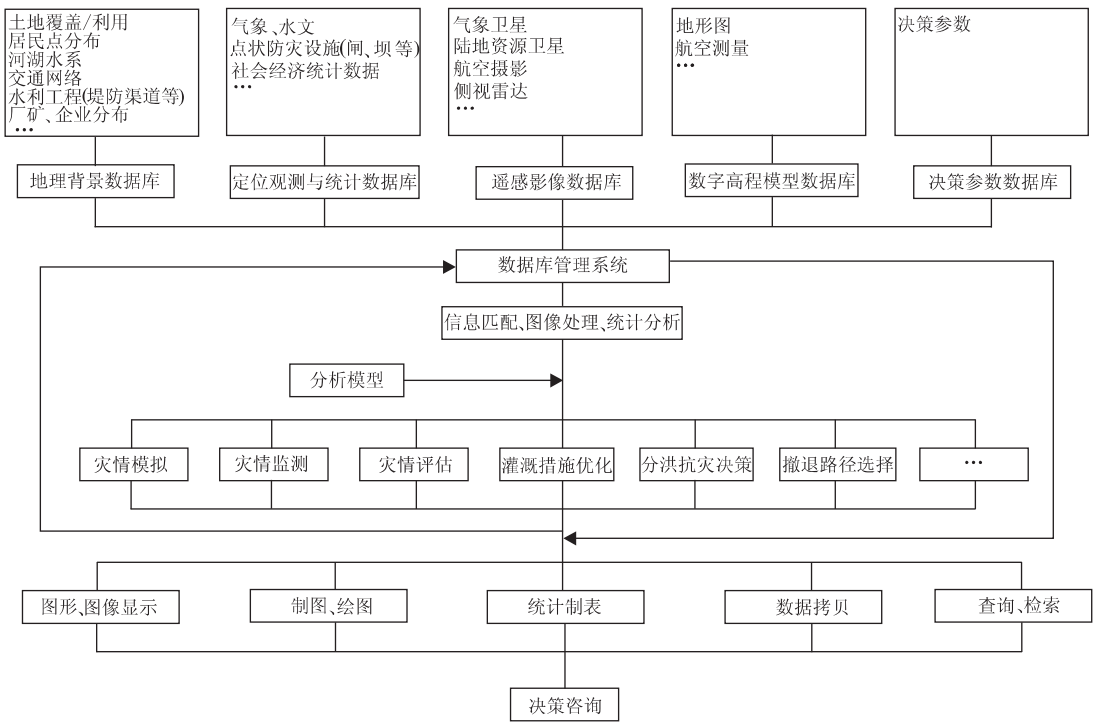 土地覆盖/利用
居民点分布
河湖水系
交通网络
水利工程(堤防渠道等)
厂矿、企业分布
…
气象、水文
点状防灾设施(闸、坝等)
社会经济统计数据
…
气象卫星
陆地资源卫星
航空摄影
侧视雷达
…
地形图
航空测量
…
决策参数
地理背景数据库
定位观测与统计数据库
遥感影像数据库
数字高程模型数据库
决策参数数据库
数据库管理系统
信息匹配、图像处理、统计分析
分析模型
灾情模拟
灾情监测
灾情评估
灌溉措施优化
分洪抗灾决策
撤退路径选择
…
图形、图像显示
制图、绘图
统计制表
数据拷贝
查询、检索
决策咨询